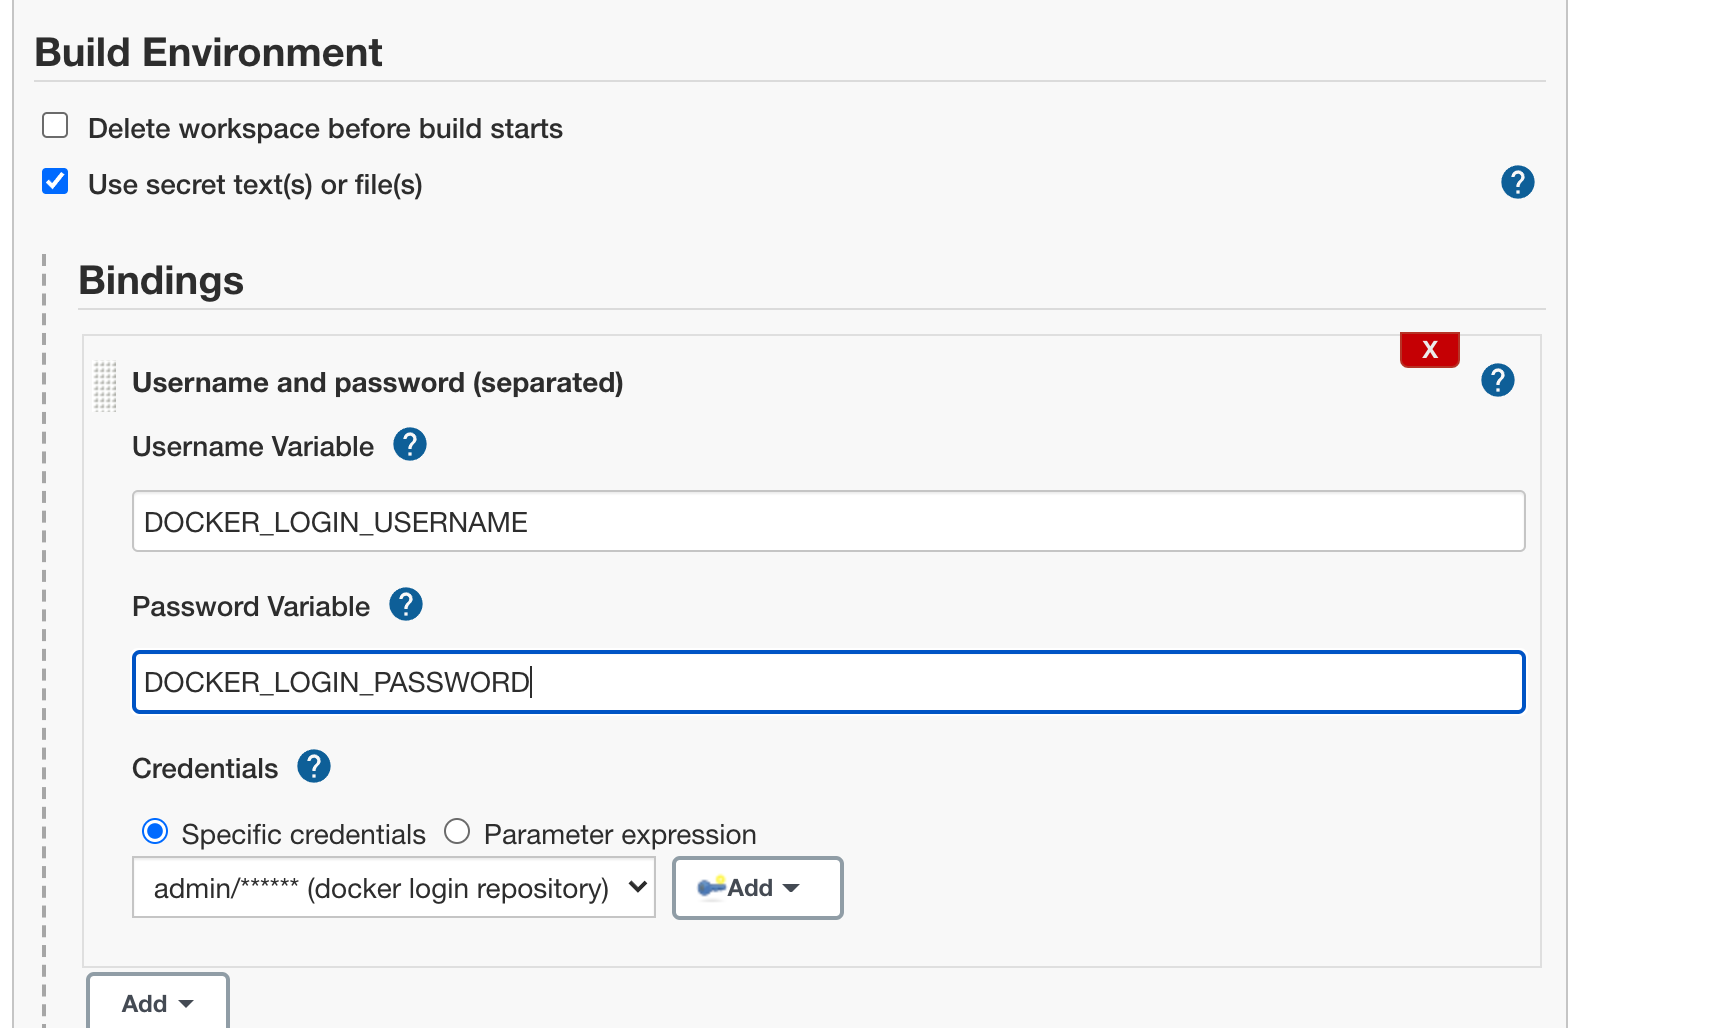 Build Environment
Delete workspace before build starts
Use secret text(s) or file(s)
?
Bindings
X
Username and password (separated)
?
Username Variable ?
DOCKER_LOGIN_USERNAME
Password Variable ?
DOCKER_LOGIN_PASSWORD
Credentials ?
Specific credentials Parameter expression
admin/****** (docker login repository) Add
Add